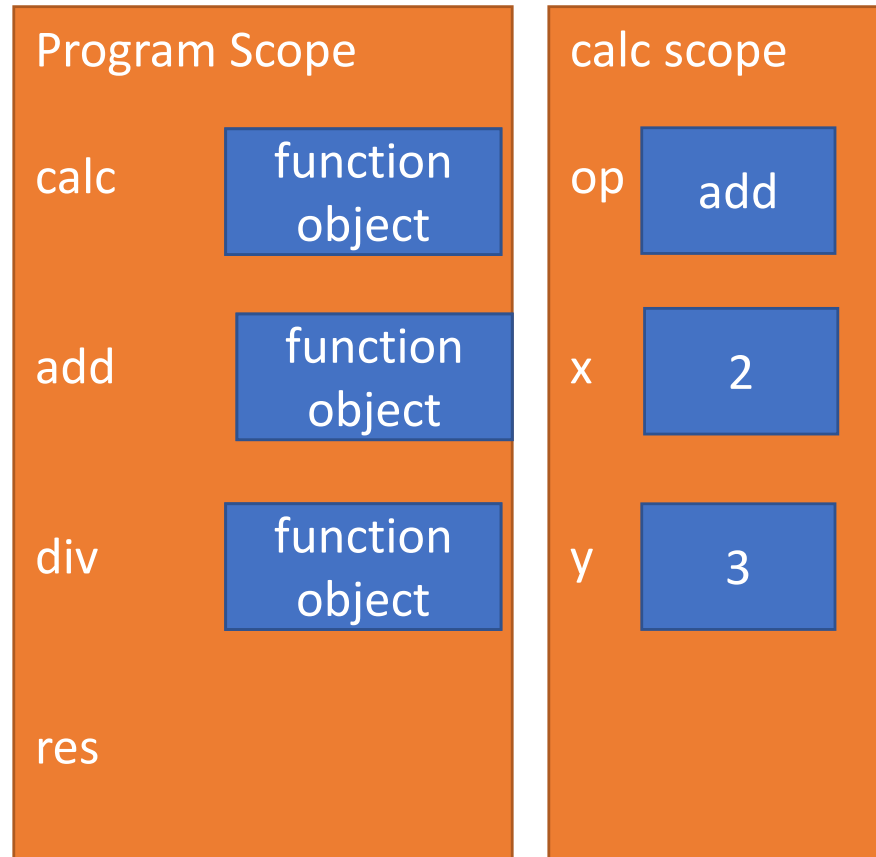 Program Scope
calc
function
object
add
function
object
div
function
object
res
calc scope
op
add
x
2
y
3